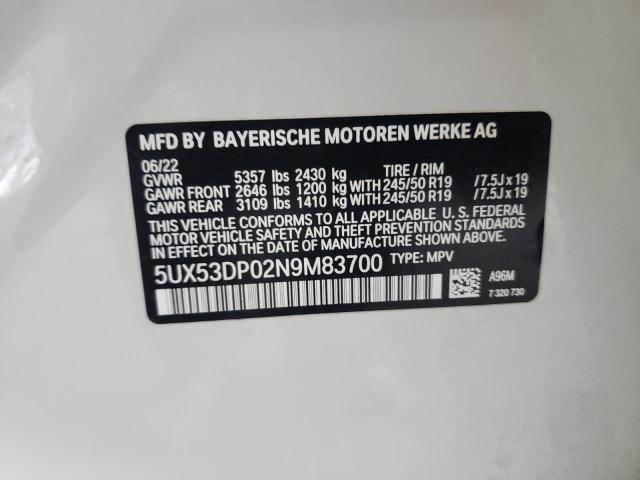 MFD BY BAYERISCHE MOTOREN WERKE AG
06/22
GVWR 5357 lbs 2430 kg TIRE / RIM
GAWR FRONT 2646 lbs 1200 kg WITH 245/50 R19 /7.5J x 19
GAWR REAR 3109 lbs 1410 kg WITH 245/50 R19 /7.5J x 19
THIS VEHICLE CONFORMS TO ALL APPLICABLE U. S. FEDERAL
MOTOR VEHICLE SAFETY STANDARDS IN EFFECT
ON THE DATE OF MANUFACTURE SHOWN ABOVE.
5UX53DP02N9M83700 TYPE: MPV
A96M
7 320 730